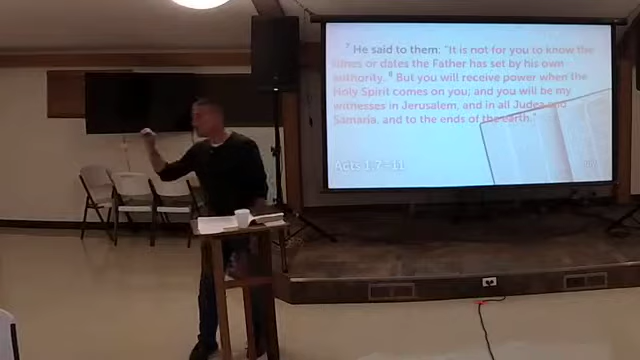 ⁷ He said to them: "It is not for you to know the
times or dates the Father has set by his own
authority. ⁸ But you will receive power when the
Holy Spirit comes on you; and you will be my
witnesses in Jerusalem, and in all Judea and
Samaria, and to the ends of the earth."
Acts 1:7-11